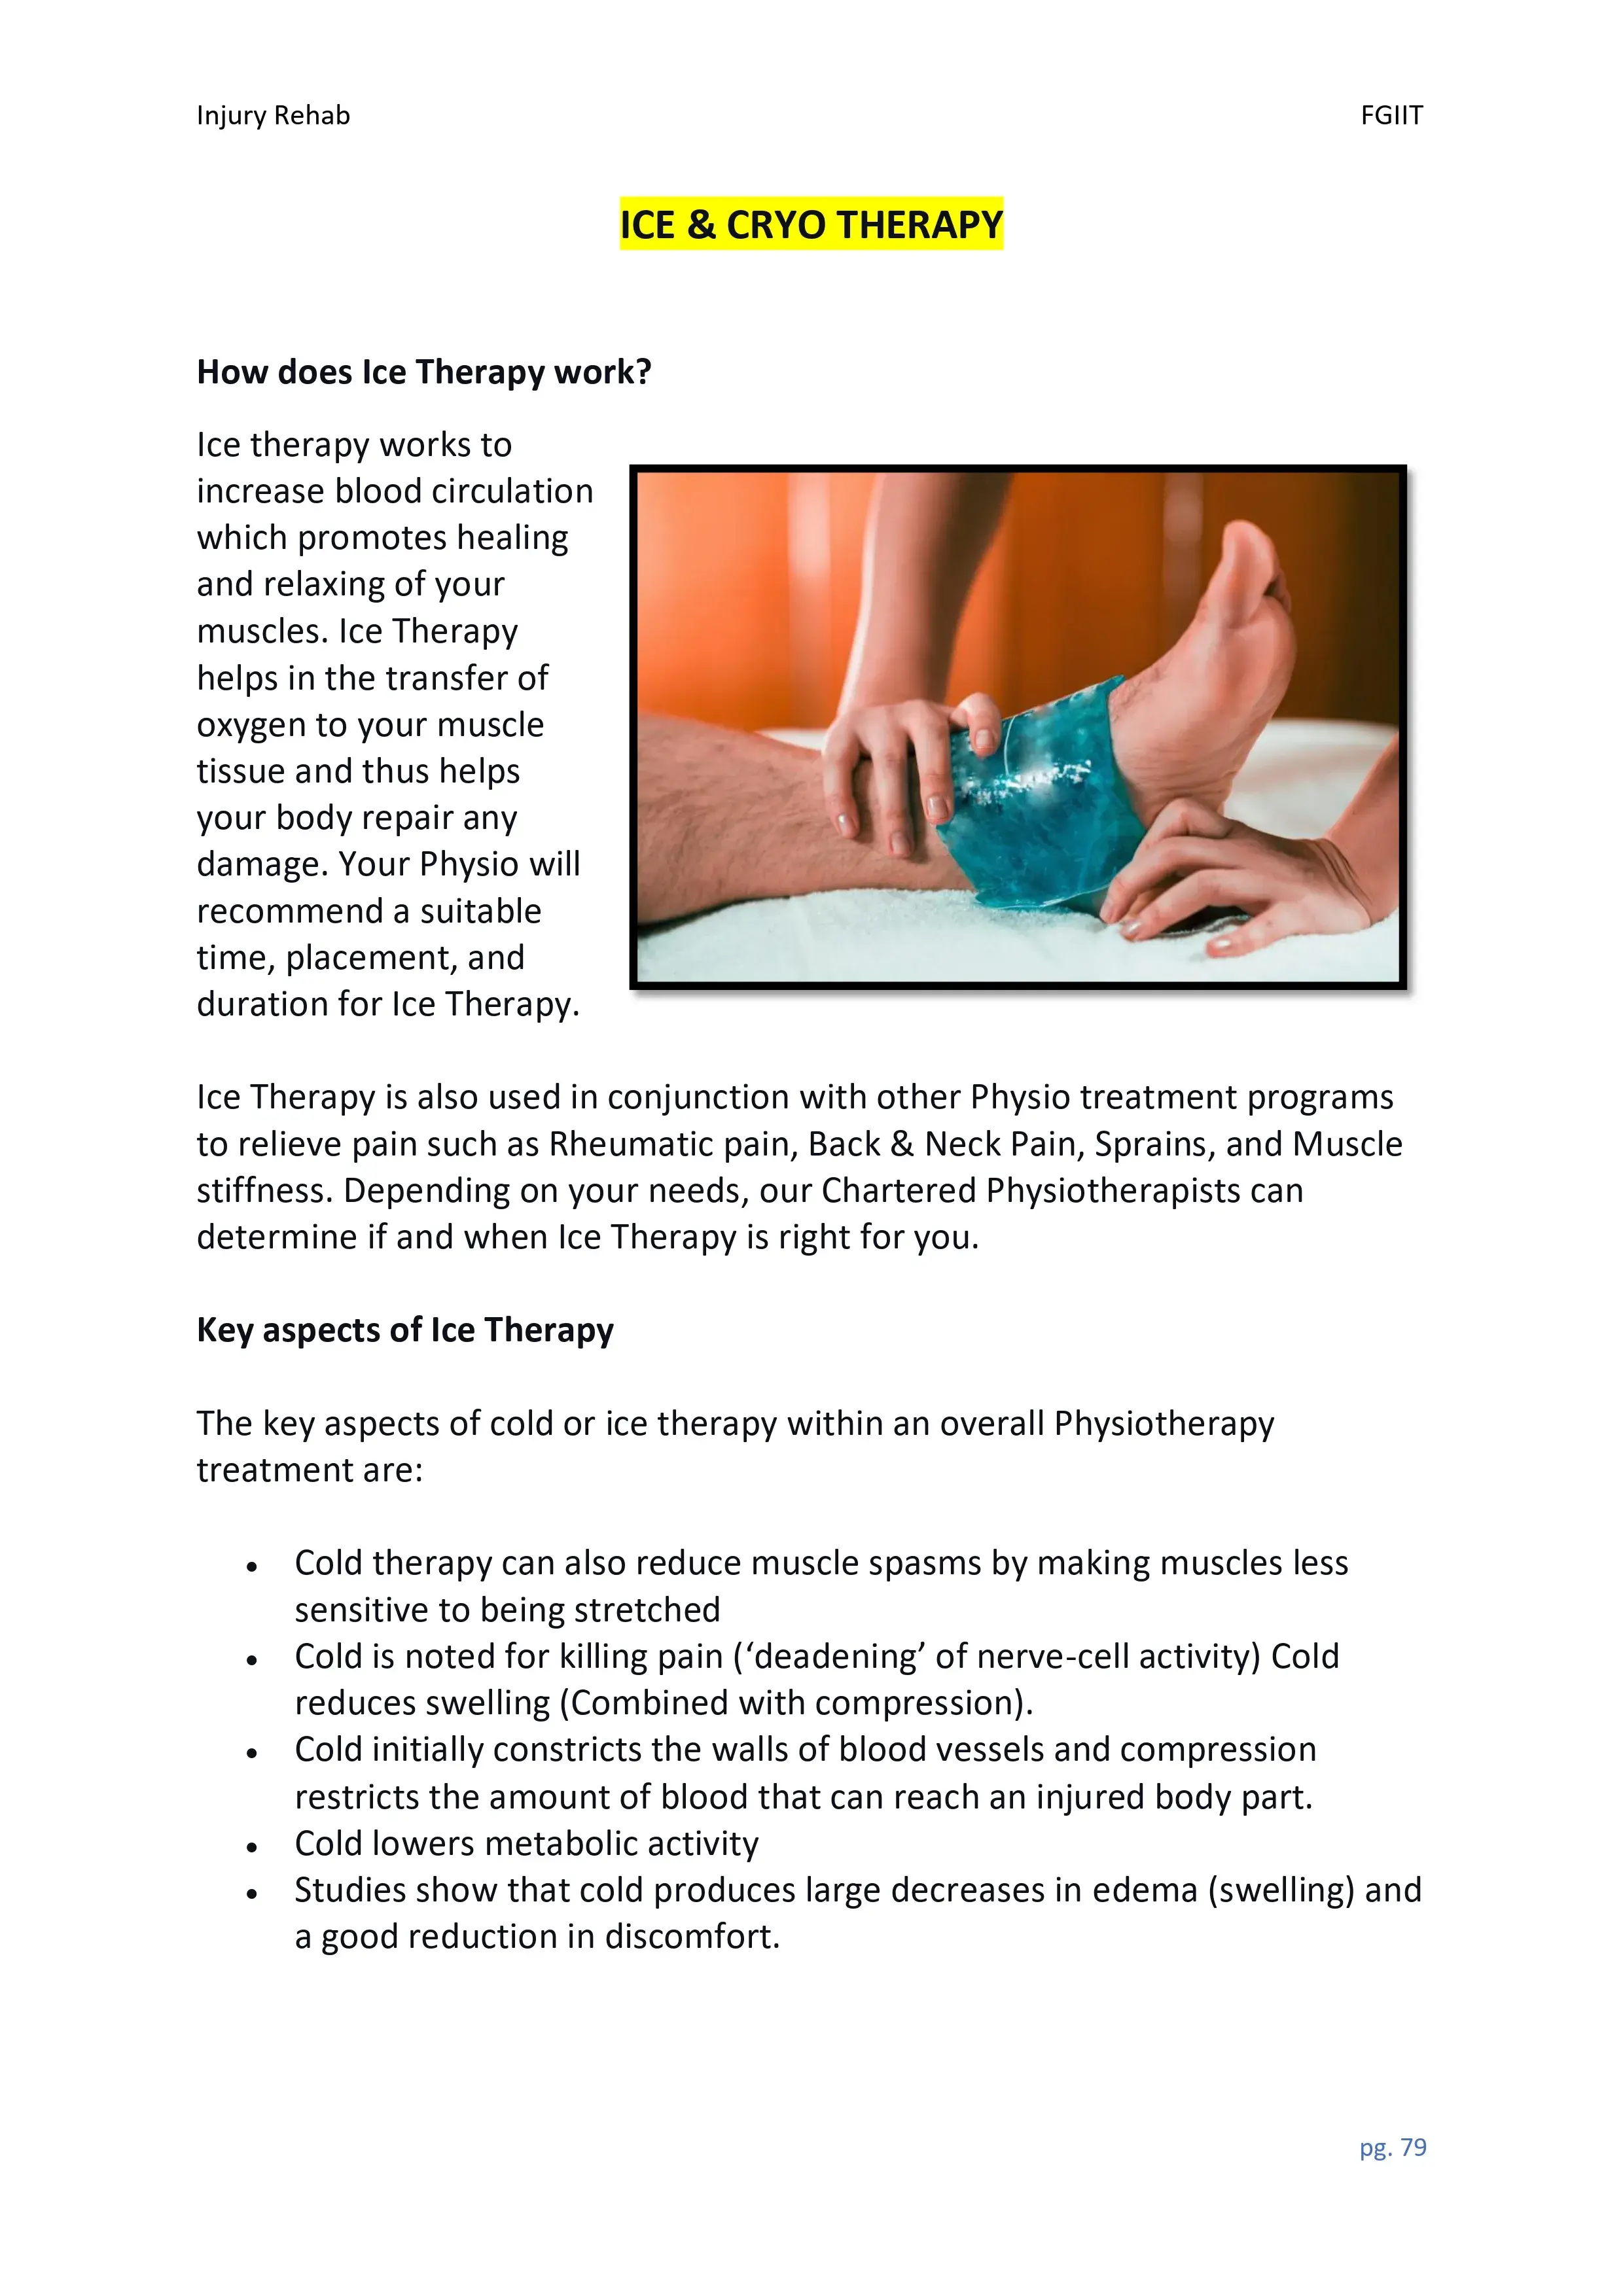 Injury Rehab FGIIT
ICE & CRYO THERAPY
How does Ice Therapy work?
Ice therapy works to
increase blood circulation
which promotes healing
and relaxing of your
muscles. Ice Therapy
helps in the transfer of
oxygen to your muscle
tissue and thus helps
your body repair any
damage. Your Physio will
recommend a suitable
time, placement, and
duration for Ice Therapy.
Ice Therapy is also used in conjunction with other Physio treatment programs
to relieve pain such as Rheumatic pain, Back & Neck Pain, Sprains, and Muscle
stiffness. Depending on your needs, our Chartered Physiotherapists can
determine if and when Ice Therapy is right for you.
Key aspects of Ice Therapy
The key aspects of cold or ice therapy within an overall Physiotherapy
treatment are:
• Cold therapy can also reduce muscle spasms by making muscles less
sensitive to being stretched
• Cold is noted for killing pain (‘deadening’ of nerve-cell activity) Cold
reduces swelling (Combined with compression).
• Cold initially constricts the walls of blood vessels and compression
restricts the amount of blood that can reach an injured body part.
• Cold lowers metabolic activity
• Studies show that cold produces large decreases in edema (swelling) and
a good reduction in discomfort.
pg. 79